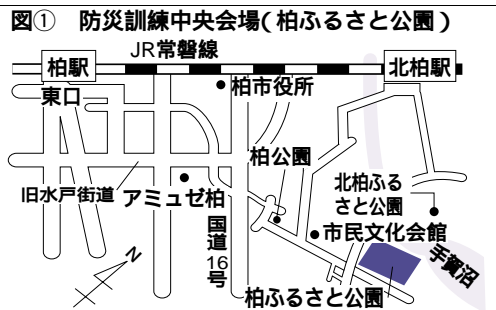 図① 防災訓練中央会場(柏ふるさと公園)
JR常磐線
柏駅
北柏駅
東口
柏市役所
柏公園
北柏ふる
さと公園
旧水戸街道
アミュゼ柏
国道16号
市民文化会館
手賀沼
N
柏ふるさと公園